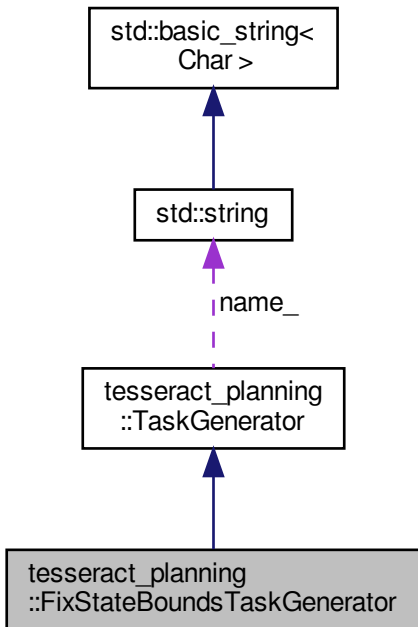 std::basic_string<
Char >
std::string
name_
tesseract_planning
::TaskGenerator
tesseract_planning
::FixStateBoundsTaskGenerator